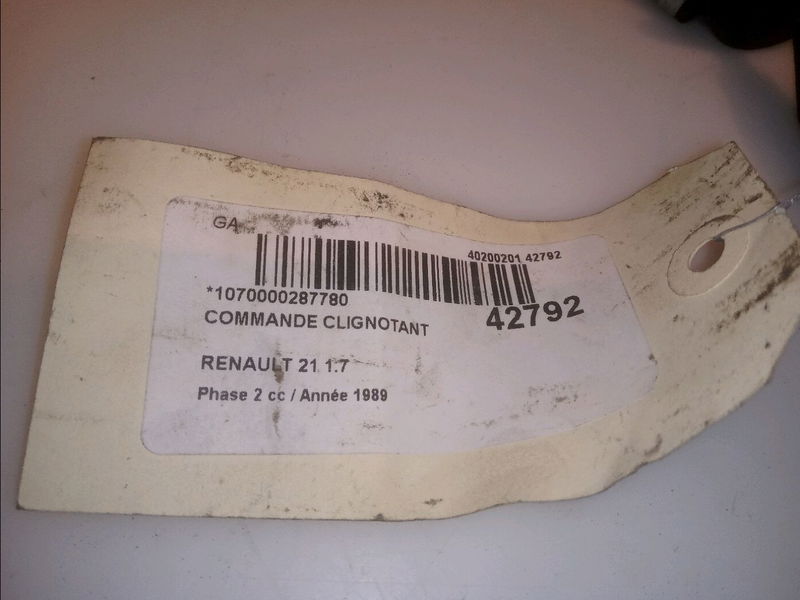 GA
40200201 42792
*1070000287780
42792
COMMANDE CLIGNOTANT
RENAULT 21 1.7
Phase 2 cc / Année 1989